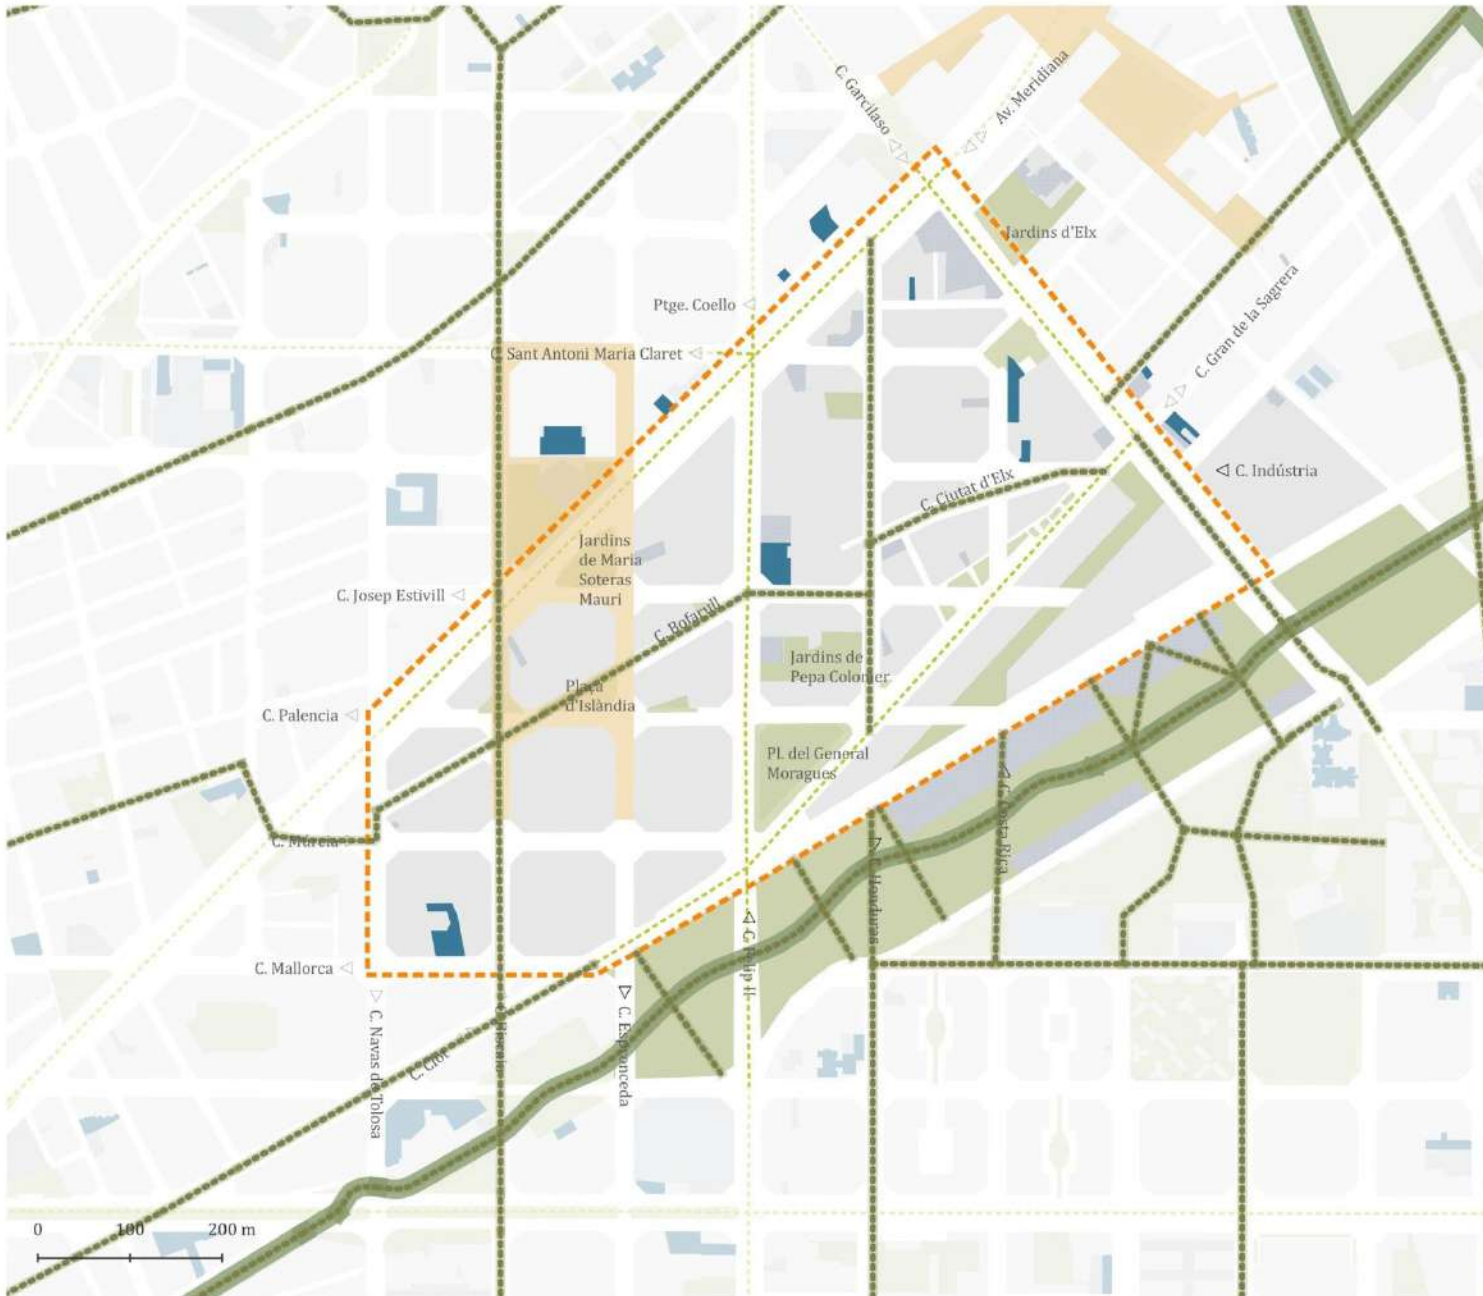 C. Garcilaso
Av. Meridiana
Jardins d'Elx
C. Gran de la Sagrera
Ptge. Coello
C. Sant Antoni Maria Claret
C. Indústria
C. Ciutat d'Elx
Jardins
de Maria
Soteras
Mauri
C. Josep Estivill
C. Bofarull
Jardins de
Pepa Colomer
Plaça
d'Islàndia
C. Palencia
Pl. del General
Moragues
C. Múrcia
C. Costa Rica
C. Honduras
C. Felip II
C. Mallorca
C. Navas de Tolosa
C. Espronceda
C. Clot
0 100 200 m